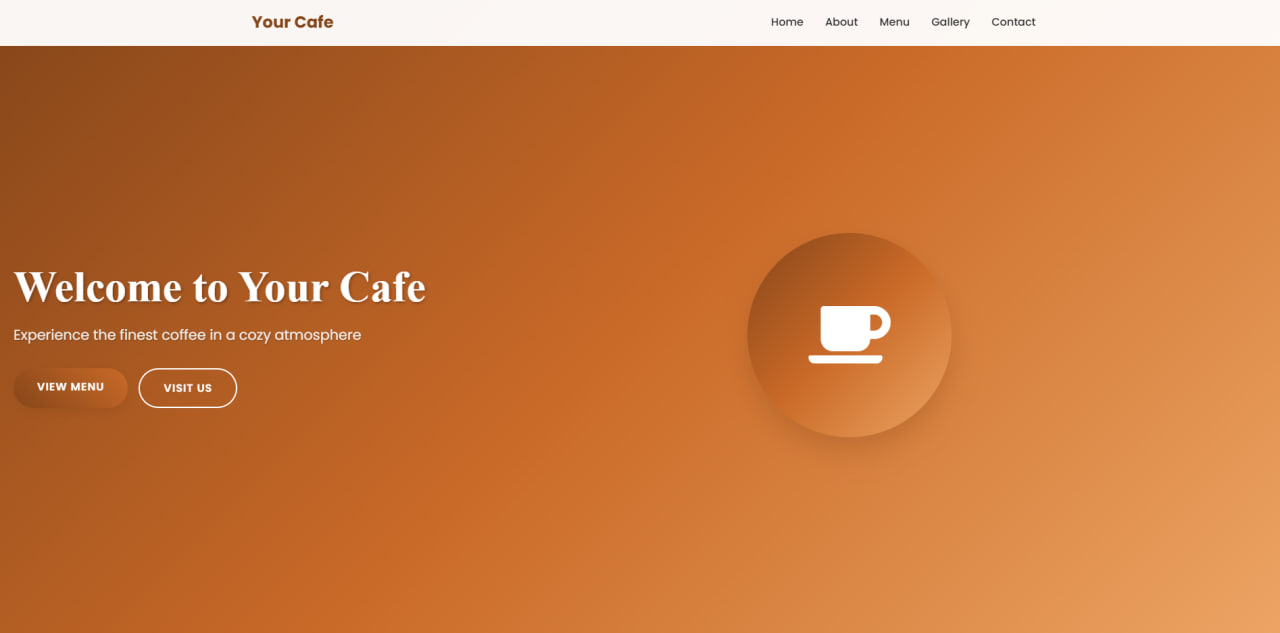 Your Cafe
Home About Menu Gallery Contact
Welcome to Your Cafe
Experience the finest coffee in a cozy atmosphere
VIEW MENU
VISIT US